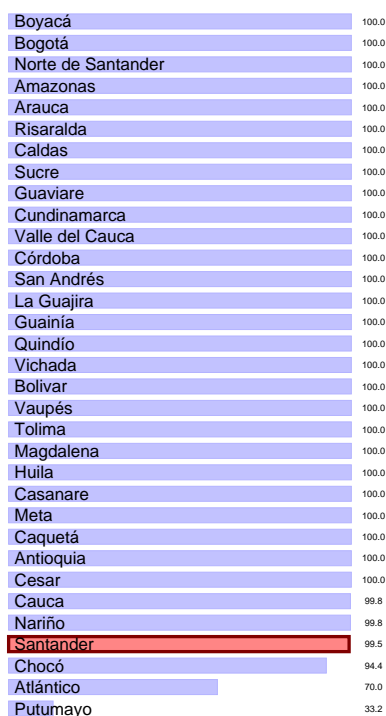 Boyacá 100.0
Bogotá 100.0
Norte de Santander 100.0
Amazonas 100.0
Arauca 100.0
Risaralda 100.0
Caldas 100.0
Sucre 100.0
Guaviare 100.0
Cundinamarca 100.0
Valle del Cauca 100.0
Córdoba 100.0
San Andrés 100.0
La Guajira 100.0
Guainía 100.0
Quindío 100.0
Vichada 100.0
Bolivar 100.0
Vaupés 100.0
Tolima 100.0
Magdalena 100.0
Huila 100.0
Casanare 100.0
Meta 100.0
Caquetá 100.0
Antioquia 100.0
Cesar 100.0
Cauca 99.8
Nariño 99.8
Santander 99.5
Chocó 94.4
Atlántico 70.0
Putumayo 33.2